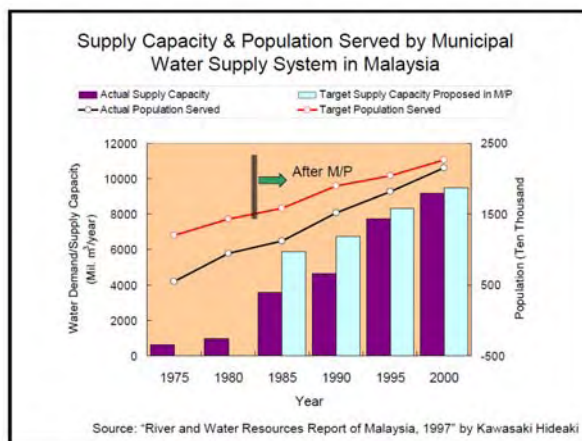 Supply Capacity & Population Served by Municipal
Water Supply System in Malaysia
Actual Supply Capacity
Target Supply Capacity Proposed in M/P
Actual Population Served
Target Population Served
12000
10000
8000
6000
4000
2000
0
Water Demand/Supply Capacity
(Mil. m³/year)
After M/P
2500
1500
500
-500
Population (Ten Thousand
1975 1980 1985 1990 1995 2000
Year
Source: "River and Water Resources Report of Malaysia, 1997" by Kawasaki Hideaki